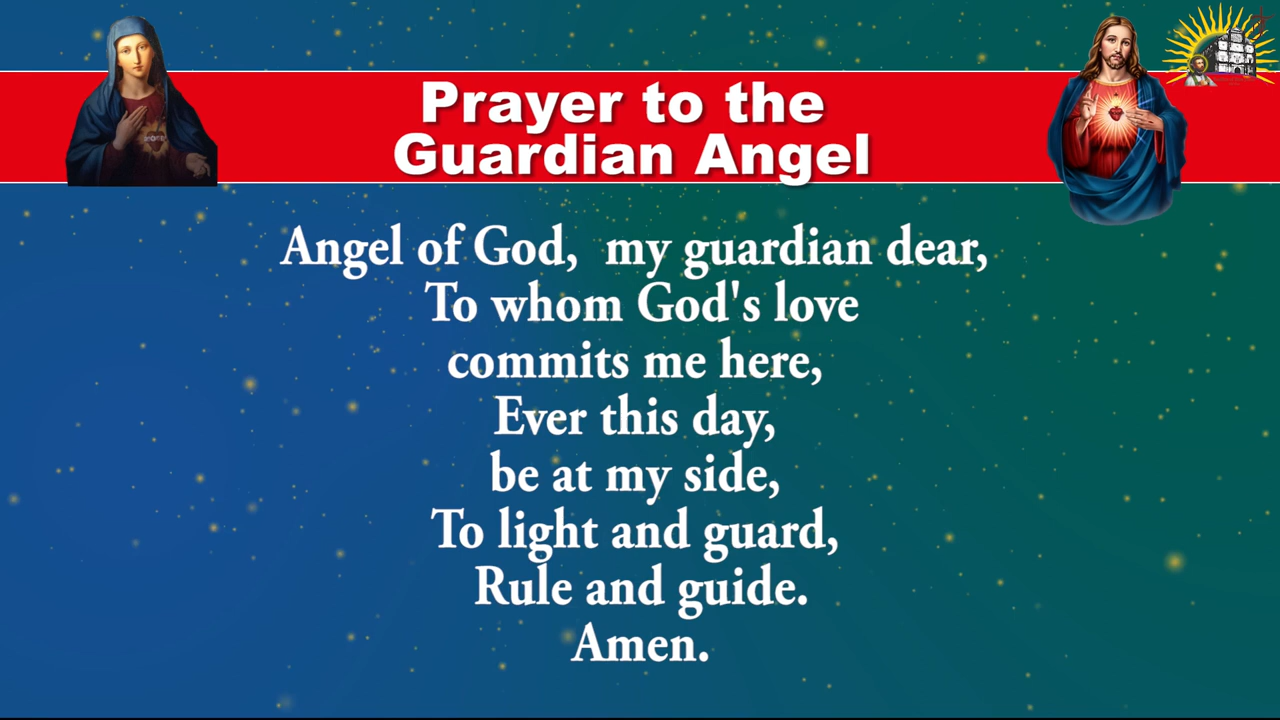 Prayer to the
Guardian Angel
Angel of God,  my guardian dear,
To whom God's love
commits me here,
Ever this day,
be at my side,
To light and guard,
Rule and guide.
Amen.